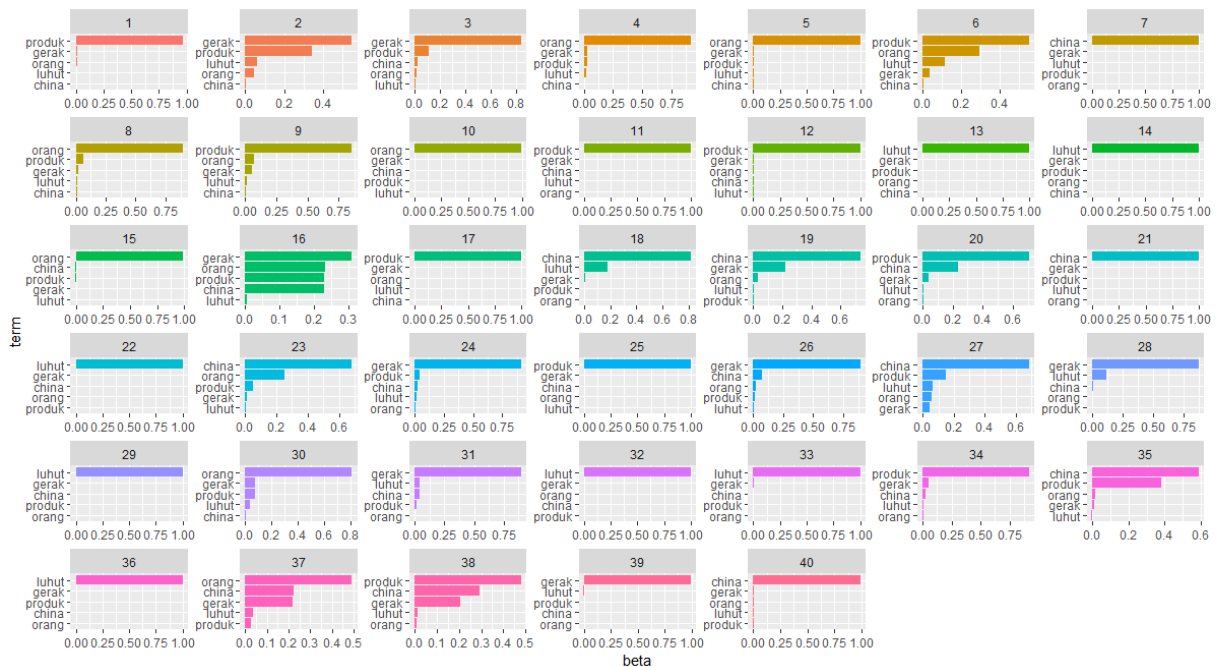 1 2 3 4 5 6 7
produk gerak gerak orang orang produk china
gerak produk produk gerak gerak orang gerak
orang luhut china produk china luhut luhut
luhut orang orang luhut luhut gerak produk
china china luhut china produk china orang
0.00 0.25 0.50 0.75 1.00 0.0 0.2 0.4 0.0 0.2 0.4 0.6 0.8 0.00 0.25 0.50 0.75 0.00 0.25 0.50 0.75 1.00 0.0 0.2 0.4 0.00 0.25 0.50 0.75 1.00
8 9 10 11 12 13 14
orang produk orang produk produk luhut luhut
produk orang gerak gerak orang gerak gerak
gerak gerak china china gerak china produk
luhut luhut produk luhut china produk orang
china china luhut orang luhut orang china
0.00 0.25 0.50 0.75 0.00 0.25 0.50 0.75 0.00 0.25 0.50 0.75 1.00 0.00 0.25 0.50 0.75 1.00 0.00 0.25 0.50 0.75 1.00 0.00 0.25 0.50 0.75 1.00 0.00 0.25 0.50 0.75 1.00
15 16 17 18 19 20 21
orang gerak produk china china produk china
china orang gerak luhut gerak china gerak
produk produk orang gerak orang gerak produk
gerak china luhut orang luhut luhut luhut
luhut luhut china produk produk orang orang
0.00 0.25 0.50 0.75 1.00 0.0 0.1 0.2 0.3 0.00 0.25 0.50 0.75 1.00 0.0 0.2 0.4 0.6 0.8 0.0 0.2 0.4 0.6 0.0 0.2 0.4 0.6 0.00 0.25 0.50 0.75 1.00
term
22 23 24 25 26 27 28
luhut china gerak produk gerak china gerak
gerak orang produk gerak china produk luhut
china produk china china orang luhut china
orang gerak luhut orang produk orang orang
produk luhut orang luhut luhut gerak produk
0.00 0.25 0.50 0.75 1.00 0.0 0.2 0.4 0.6 0.00 0.25 0.50 0.75 0.00 0.25 0.50 0.75 1.00 0.00 0.25 0.50 0.75 0.0 0.2 0.4 0.6 0.00 0.25 0.50 0.75
29 30 31 32 33 34 35
luhut orang gerak luhut luhut produk china
gerak gerak luhut gerak gerak gerak produk
china produk china orang orang china orang
produk luhut produk china china luhut gerak
orang china orang produk produk orang luhut
0.00 0.25 0.50 0.75 1.00 0.0 0.2 0.4 0.6 0.8 0.00 0.25 0.50 0.75 0.00 0.25 0.50 0.75 1.00 0.00 0.25 0.50 0.75 1.00 0.00 0.25 0.50 0.75 0.0 0.2 0.4 0.6
36 37 38 39 40
luhut orang produk gerak china
gerak china china luhut gerak
produk gerak gerak produk orang
china luhut luhut china luhut
orang produk orang orang produk
0.00 0.25 0.50 0.75 1.00 0.0 0.1 0.2 0.3 0.4 0.5 0.0 0.1 0.2 0.3 0.4 0.5 0.00 0.25 0.50 0.75 1.00 0.00 0.25 0.50 0.75 1.00
beta